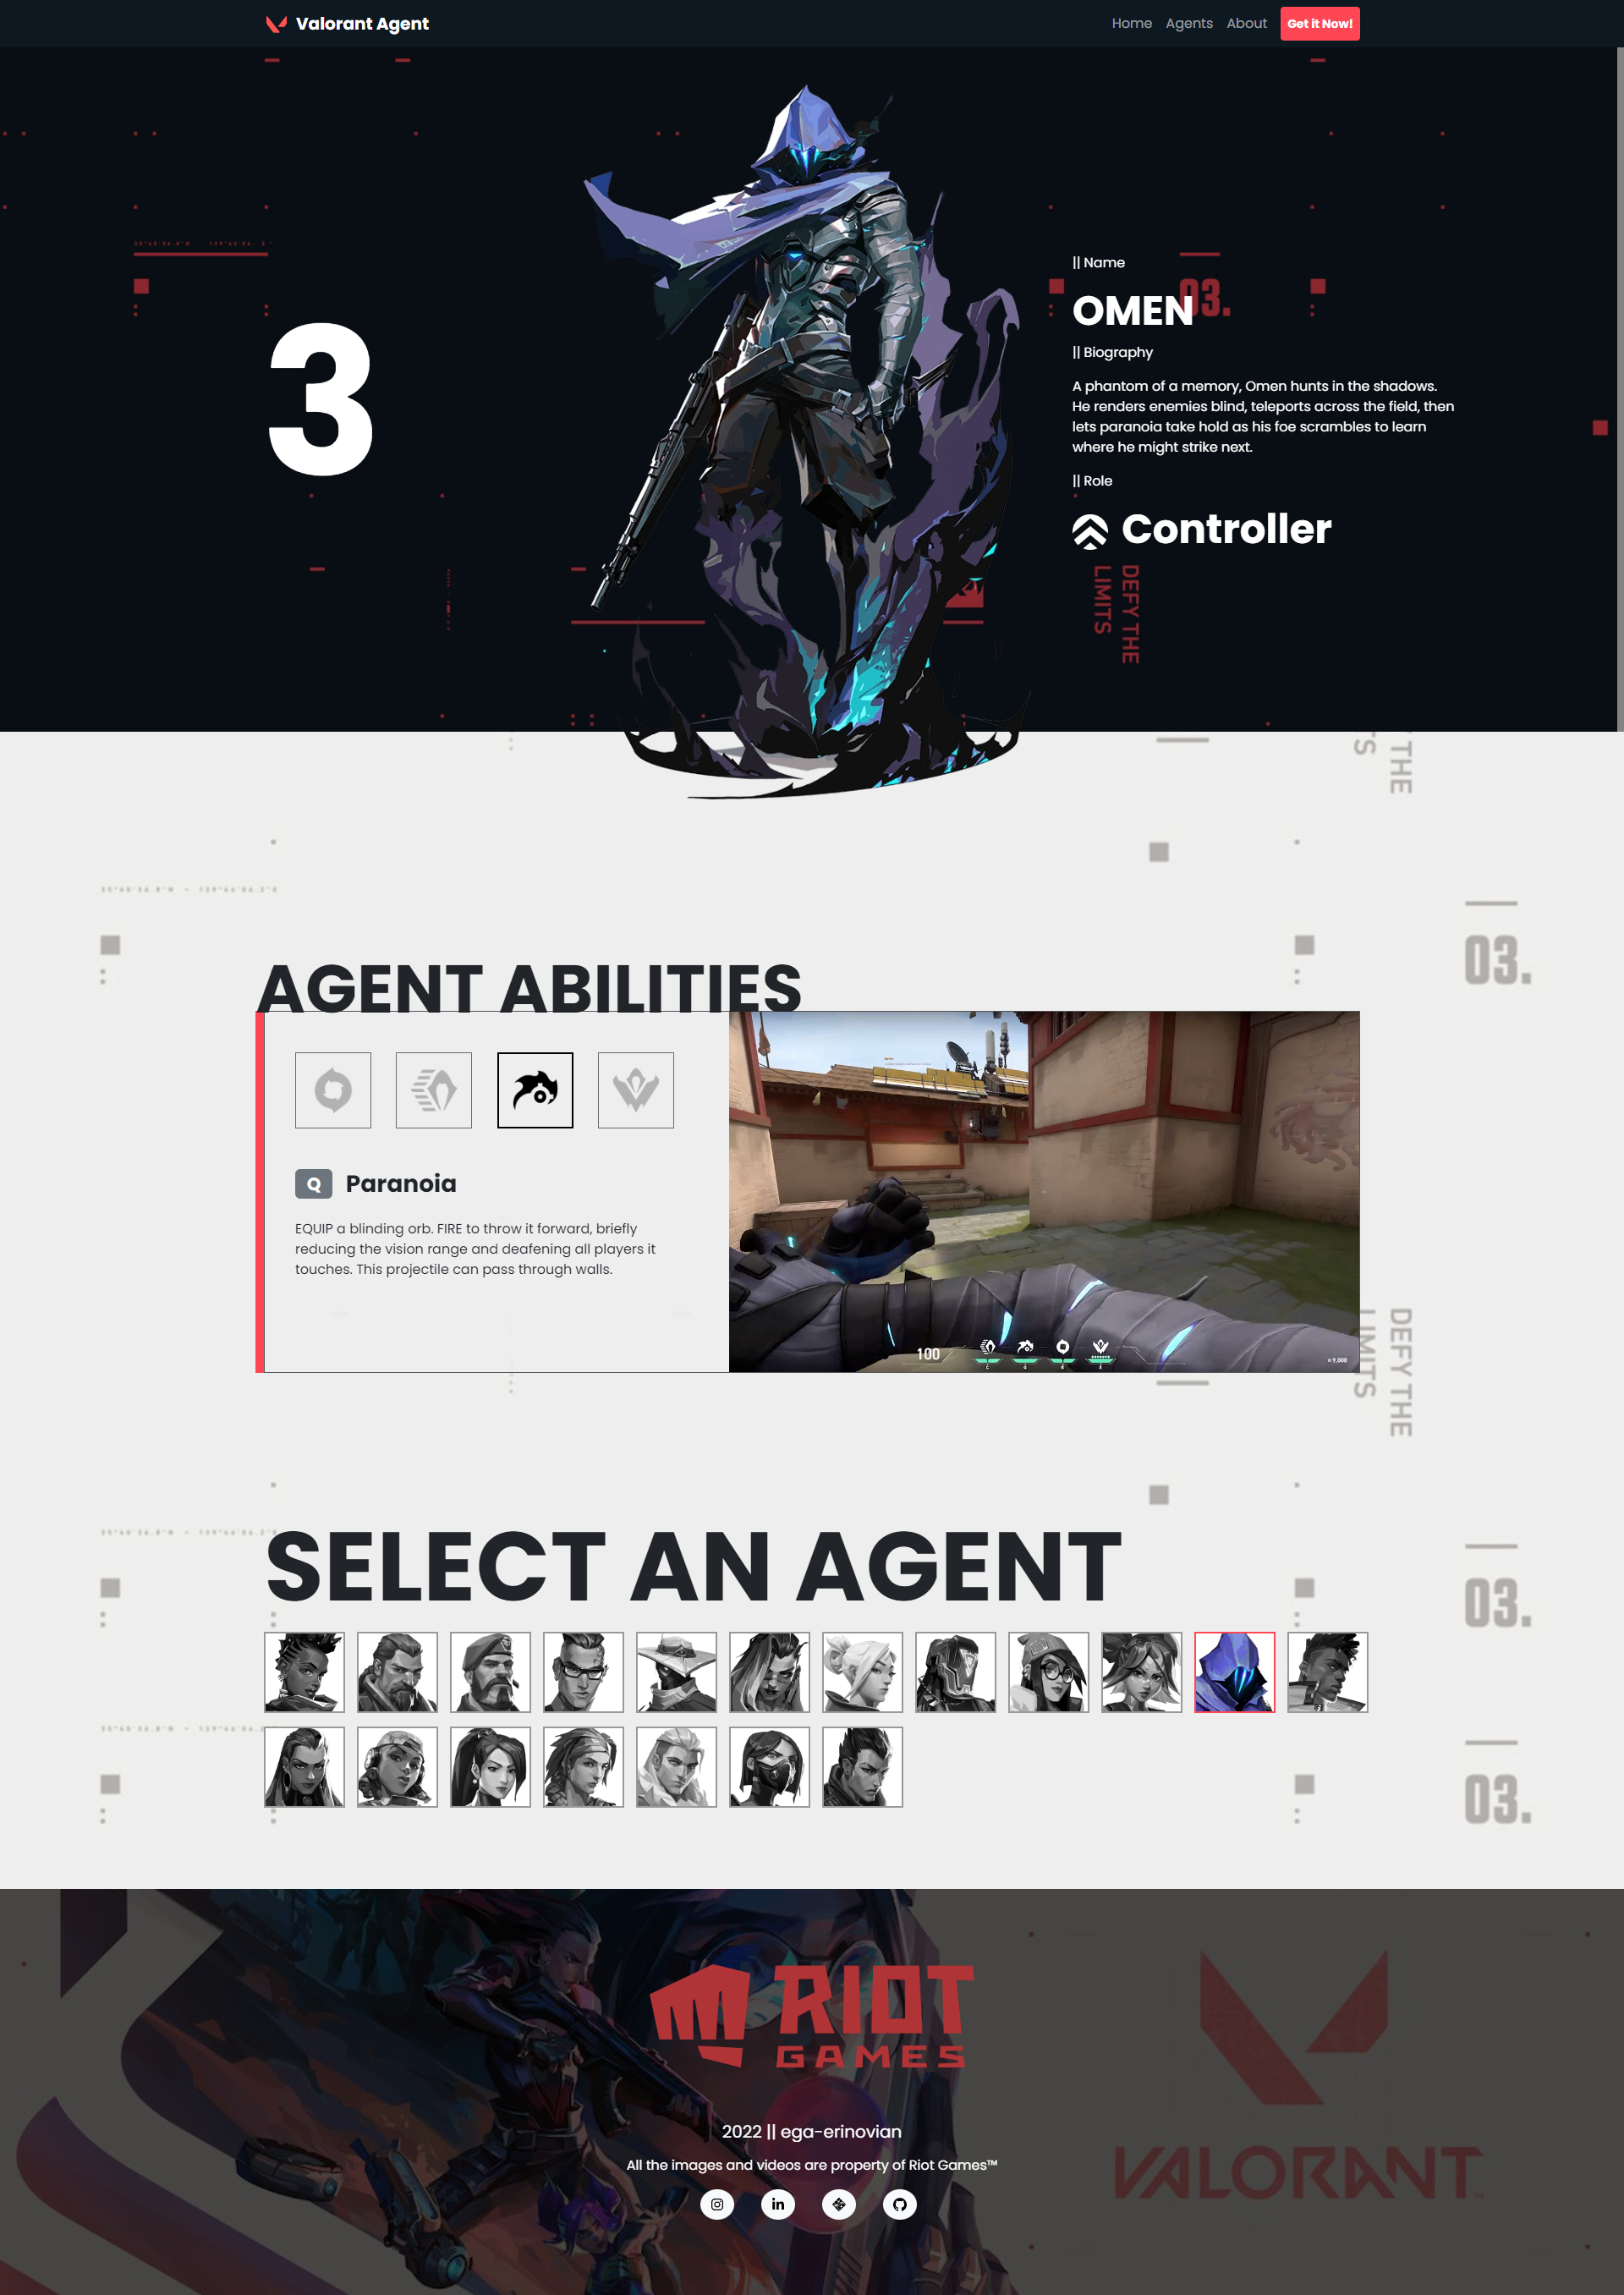 Valorant Agent
Home Agents About Get it Now!
|| Name
03.
OMEN
3
|| Biography
A phantom of a memory, Omen hunts in the shadows.
He renders enemies blind, teleports across the field, then
lets paranoia take hold as his foe scrambles to learn
where he might strike next.
|| Role
Controller
DEFY THE
LIMITS
THE
03.
AGENT ABILITIES
Q Paranoia
EQUIP a blinding orb. FIRE to throw it forward, briefly
reducing the vision range and deafening all players it
touches. This projectile can pass through walls.
100
DEFY THE
LIMITS
SELECT AN AGENT
03.
03.
RIOT
GAMES
VALORANT
2022 || ega-erinovian
All the images and videos are property of Riot Games™
in